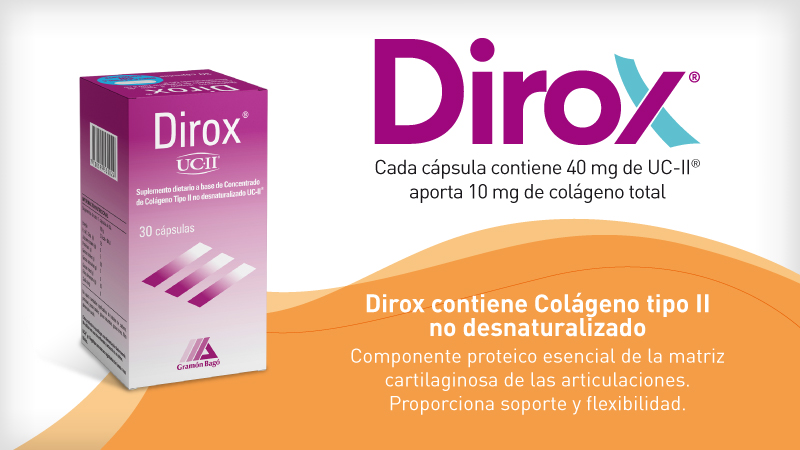 Dirox®
UC-II®
Suplemento dietario a base de Concentrado
de Colágeno Tipo II no desnaturalizado UC-II®
30 cápsulas
Gramón Bagó
Dirox®
Cada cápsula contiene 40 mg de UC-II®
aporta 10 mg de colágeno total
Dirox contiene Colágeno tipo II
no desnaturalizado
Componente proteico esencial de la matriz
cartilaginosa de las articulaciones.
Proporciona soporte y flexibilidad.